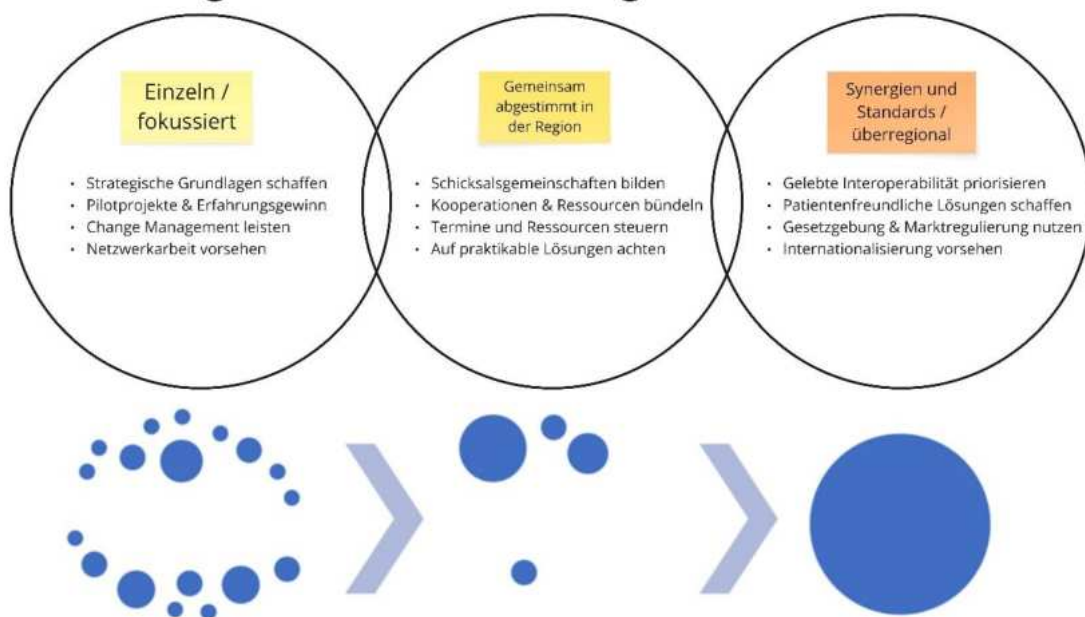 Einzeln /
fokussiert
• Strategische Grundlagen schaffen
• Pilotprojekte & Erfahrungsgewinn
• Change Management leisten
• Netzwerkarbeit vorsehen
Gemeinsam
abgestimmt in
der Region
• Schicksalsgemeinschaften bilden
• Kooperationen & Ressourcen bündeln
• Termine und Ressourcen steuern
• Auf praktikable Lösungen achten
Synergien und
Standards /
überregional
• Gelebte Interoperabilität priorisieren
• Patientenfreundliche Lösungen schaffen
• Gesetzgebung & Marktregulierung nutzen
• Internationalisierung vorsehen